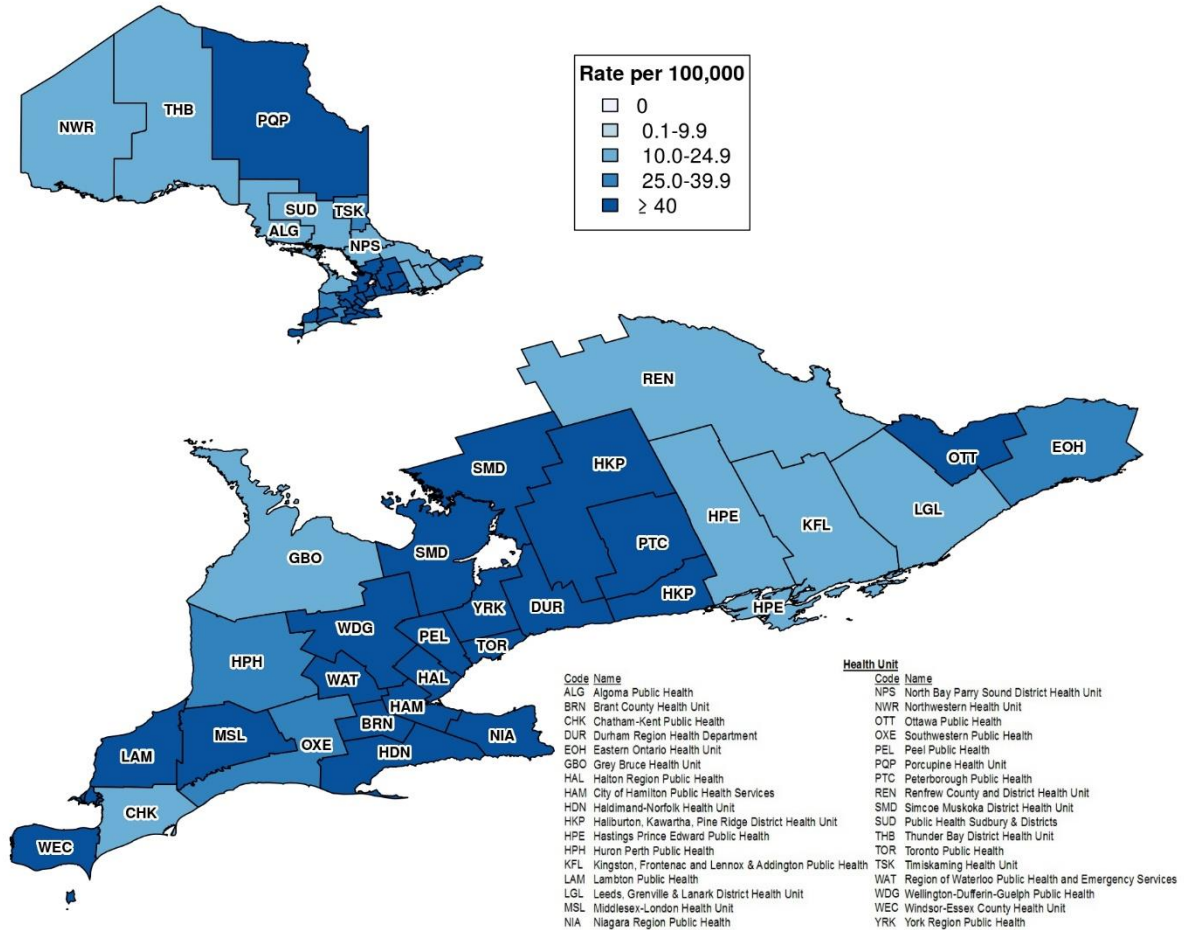 Rate per 100,000
0
0.1-9.9
10.0-24.9
25.0-39.9
≥ 40
NWR
THB
PQP
SUD
TSK
ALG
NPS
REN
SMD
HKP
OTT
EOH
HPE
KFL
LGL
GBO
SMD
PTC
HKP
YRK
DUR
HPE
WDG
PEL
TOR
HPH
WAT
HAL
HAM
BRN
NIA
MSL
OXE
HDN
LAM
CHK
WEC
Health Unit
Code Name
ALG Algoma Public Health
BRN Brant County Health Unit
CHK Chatham-Kent Public Health
DUR Durham Region Health Department
EOH Eastern Ontario Health Unit
GBO Grey Bruce Health Unit
HAL Halton Region Public Health
HAM City of Hamilton Public Health Services
HDN Haldimand-Norfolk Health Unit
HKP Haliburton, Kawartha, Pine Ridge District Health Unit
HPE Hastings Prince Edward Public Health
HPH Huron Perth Public Health
KFL Kingston, Frontenac and Lennox & Addington Public Health
LAM Lambton Public Health
LGL Leeds, Grenville & Lanark District Health Unit
MSL Middlesex-London Health Unit
NIA Niagara Region Public Health
Code Name
NPS North Bay Parry Sound District Health Unit
NWR Northwestern Health Unit
OTT Ottawa Public Health
OXE Southwestern Public Health
PEL Peel Public Health
PQP Porcupine Health Unit
PTC Peterborough Public Health
REN Renfrew County and District Health Unit
SMD Simcoe Muskoka District Health Unit
SUD Public Health Sudbury & Districts
THB Thunder Bay District Health Unit
TOR Toronto Public Health
TSK Timiskaming Health Unit
WAT Region of Waterloo Public Health and Emergency Services
WDG Wellington-Dufferin-Guelph Public Health
WEC Windsor-Essex County Health Unit
YRK York Region Public Health